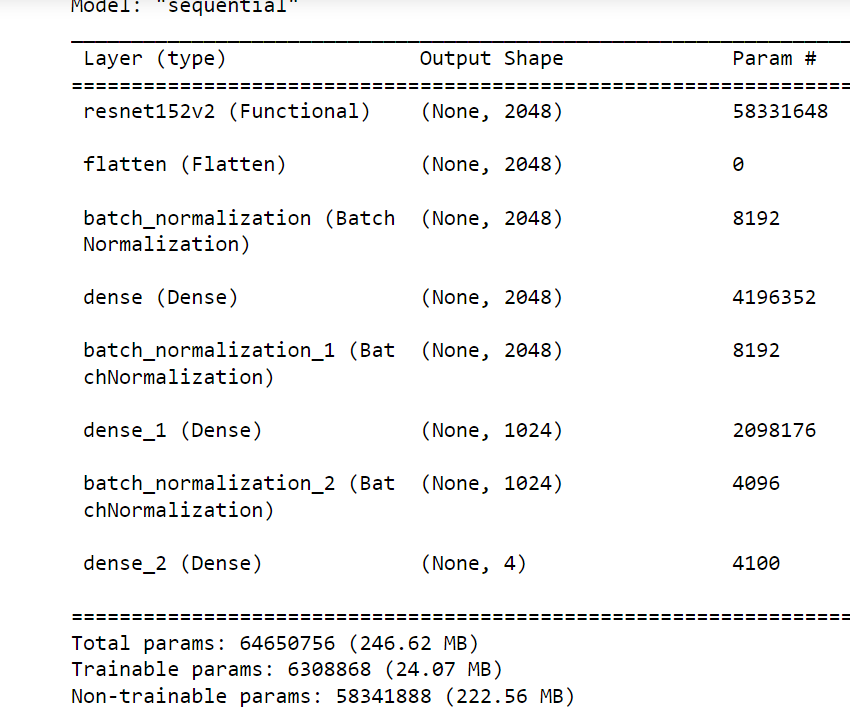 Model: "sequential"
Layer (type) Output Shape Param #
resnet152v2 (Functional) (None, 2048) 58331648
flatten (Flatten) (None, 2048) 0
batch_normalization (Batch (None, 2048) 8192
Normalization)
dense (Dense) (None, 2048) 4196352
batch_normalization_1 (Bat (None, 2048) 8192
chNormalization)
dense_1 (Dense) (None, 1024) 2098176
batch_normalization_2 (Bat (None, 1024) 4096
chNormalization)
dense_2 (Dense) (None, 4) 4100
Total params: 64650756 (246.62 MB)
Trainable params: 6308868 (24.07 MB)
Non-trainable params: 58341888 (222.56 MB)